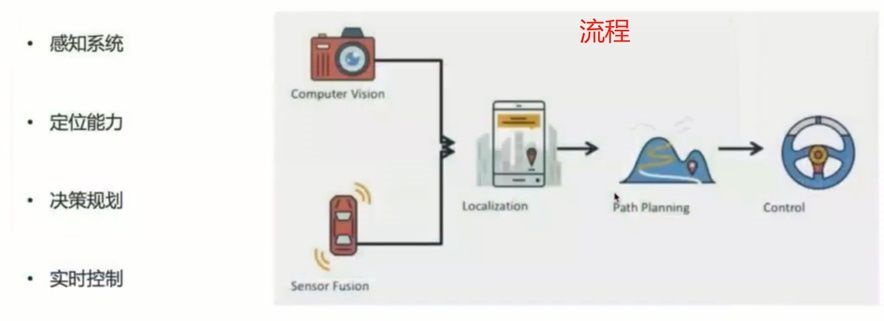 感知系统
定位能力
决策规划
实时控制
流程
Computer Vision
Sensor Fusion
Localization
Path Planning
Control